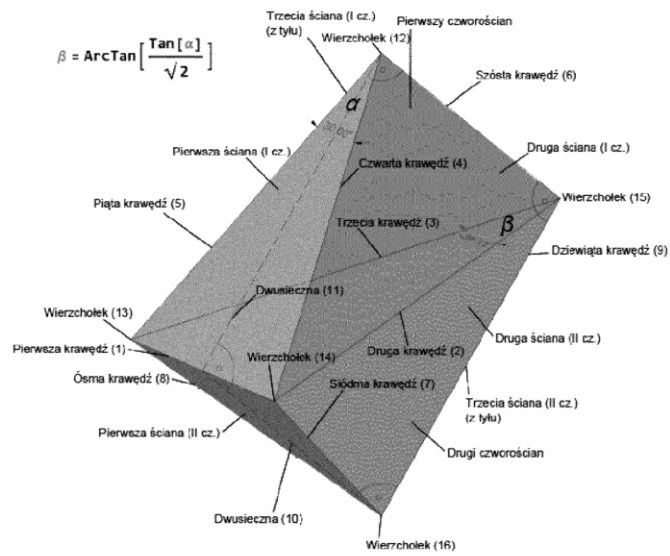 Trzecia ściana (I cz.)
(z tyłu)
Wierzchołek (12)
Pierwszy czworościan
β = ArcTan[Tan[α]/√2]
Szósta krawędź (6)
α
30.00°
Pierwsza ściana (I cz.)
Druga ściana (I cz.)
Czwarta krawędź (4)
Piąta krawędź (5)
Wierzchołek (15)
Trzecia krawędź (3)
β
Dziewiąta krawędź (9)
Dwusieczna (11)
Wierzchołek (13)
Druga ściana (II cz.)
Pierwsza krawędź (1)
Wierzchołek (14)
Druga krawędź (2)
Ósma krawędź (8)
Siódma krawędź (7)
Trzecia ściana (II cz.)
(z tyłu)
Pierwsza ściana (II cz.)
Drugi czworościan
Dwusieczna (10)
Wierzchołek (16)